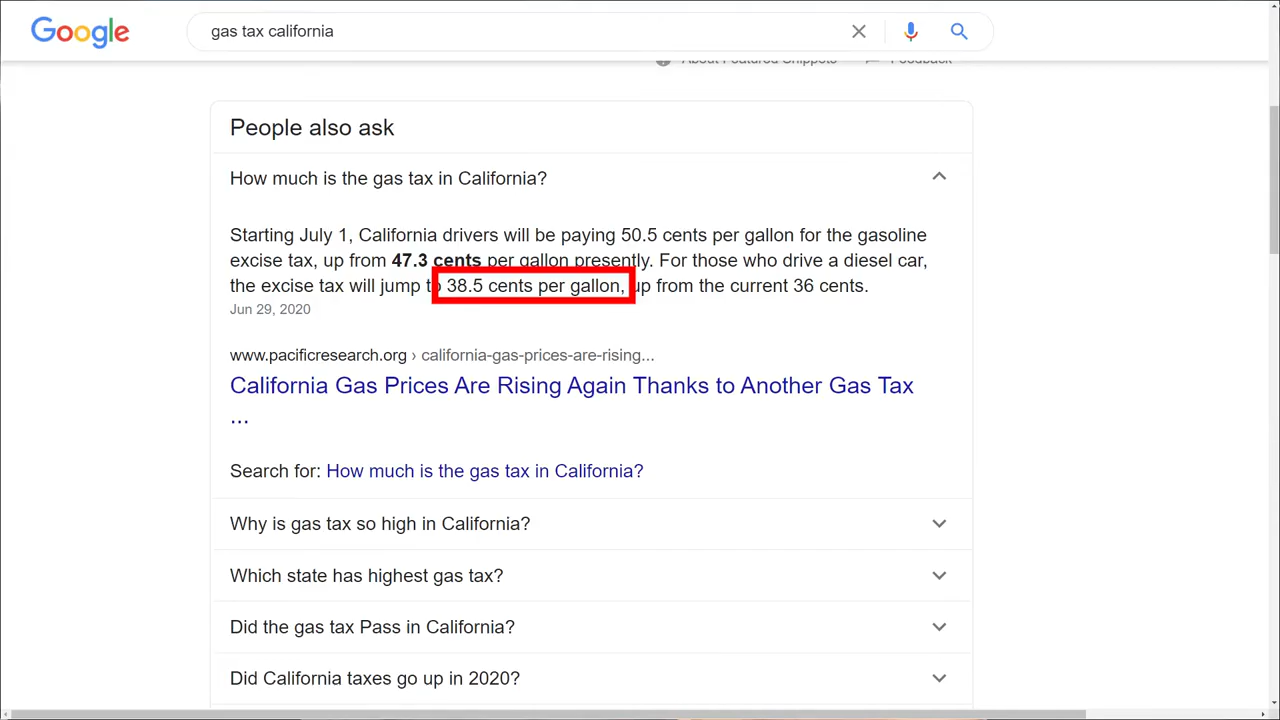 Google
gas tax california
About Featured Snippets Feedback
People also ask
How much is the gas tax in California?
Starting July 1, California drivers will be paying 50.5 cents per gallon for the gasoline
excise tax, up from 47.3 cents per gallon presently. For those who drive a diesel car,
the excise tax will jump to 38.5 cents per gallon, up from the current 36 cents.
Jun 29, 2020
www.pacificresearch.org › california-gas-prices-are-rising...
California Gas Prices Are Rising Again Thanks to Another Gas Tax
...
Search for: How much is the gas tax in California?
Why is gas tax so high in California?
Which state has highest gas tax?
Did the gas tax Pass in California?
Did California taxes go up in 2020?